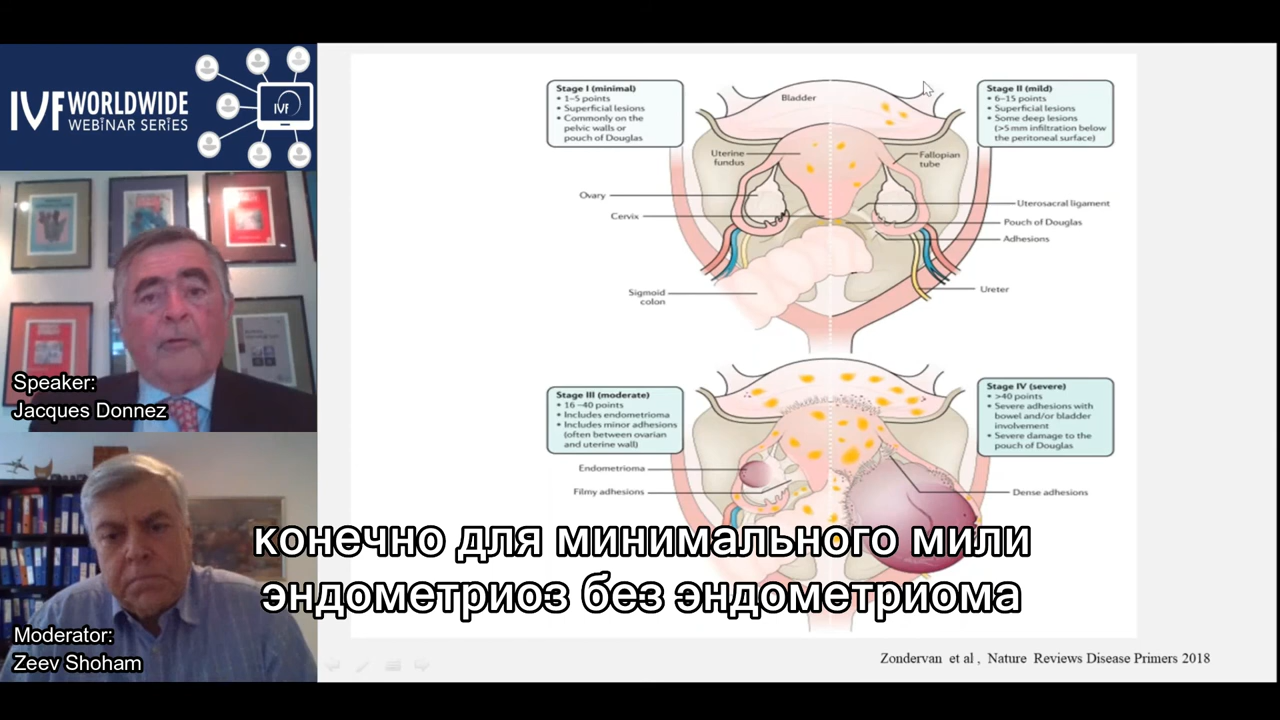 IVF WORLDWIDE
WEBINAR SERIES
IVF
Speaker:
Jacques Donnez
Moderator:
Zeev Shoham
Stage I (minimal)
• 1–5 points
• Superficial lesions
• Commonly on the
pelvic walls or
pouch of Douglas
Bladder
Stage II (mild)
• 6–15 points
• Superficial lesions
• Some deep lesions
(>5 mm infiltration below
the peritoneal surface)
Uterine
fundus
Fallopian
tube
Ovary
Cervix
Uterosacral ligament
Pouch of Douglas
Adhesions
Sigmoid
colon
Ureter
Stage III (moderate)
• 16–40 points
• Includes endometrioma
• Includes minor adhesions
(often between ovarian
and uterine wall)
Stage IV (severe)
• >40 points
• Severe adhesions with
bowel and/or bladder
involvement
• Severe damage to the
pouch of Douglas
Endometrioma
Filmy adhesions
Dense adhesions
конечно для минимального мили
эндометриоз без эндометриома
Zondervan et al , Nature Reviews Disease Primers 2018